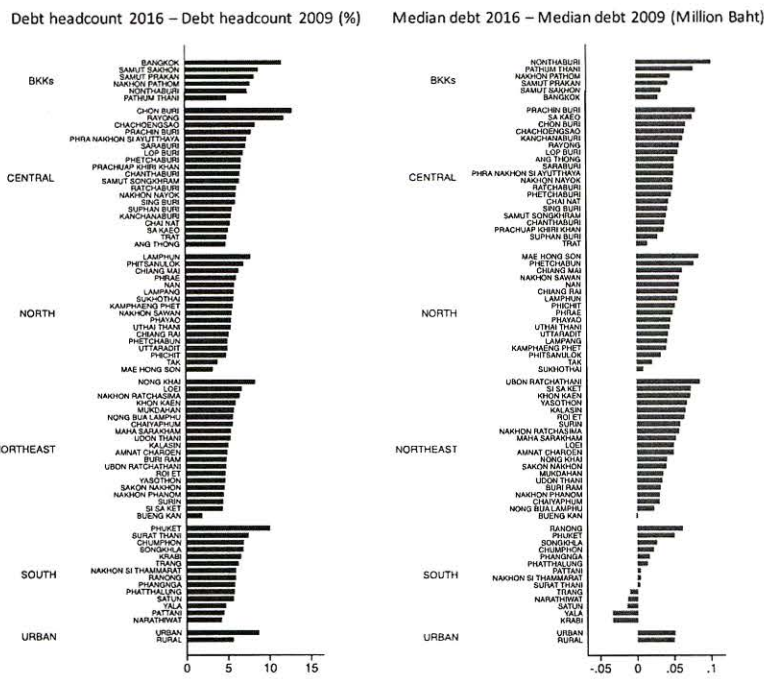 Debt headcount 2016 – Debt headcount 2009 (%)
BKKs
BANGKOK
SAMUT SAKHON
SAMUT PRAKAN
NAKHON PATHOM
NONTHABURI
PATHUM THANI
CENTRAL
CHON BURI
RAYONG
CHACHOENGSAO
PRACHIN BURI
PHRA NAKHON SI AYUTTHAYA
SARABURI
LOP BURI
PHETCHABURI
PRACHUAP KHIRI KHAN
CHANTHABURI
SAMUT SONGKHRAM
RATCHABURI
NAKHON NAYOK
SING BURI
SUPHAN BURI
KANCHANABURI
CHAI NAT
SA KAEO
TRAT
ANG THONG
NORTH
LAMPHUN
PHITSANULOK
CHIANG MAI
PHRAE
NAN
LAMPANG
SUKHOTHAI
KAMPHAENG PHET
NAKHON SAWAN
PHAYAO
UTHAI THANI
CHIANG RAI
PHETCHABUN
UTTARADIT
PHICHIT
TAK
MAE HONG SON
ORTHEAST
NONG KHAI
LOEI
NAKHON RATCHASIMA
KHON KAEN
MUKDAHAN
NONG BUA LAMPHU
CHAIYAPHUM
MAHA SARAKHAM
UDON THANI
KALASIN
AMNAT CHAROEN
BURI RAM
UBON RATCHATHANI
ROI ET
YASOTHON
SAKON NAKHON
NAKHON PHANOM
SURIN
SI SA KET
BUENG KAN
SOUTH
PHUKET
SURAT THANI
CHUMPHON
SONGKHLA
KRABI
TRANG
NAKHON SI THAMMARAT
RANONG
PHANGNGA
PHATTHALUNG
SATUN
YALA
PATTANI
NARATHIWAT
URBAN
URBAN
RURAL
0 5 10 15
Median debt 2016 – Median debt 2009 (Million Baht)
BKKs
NONTHABURI
PATHUM THANI
NAKHON PATHOM
SAMUT PRAKAN
SAMUT SAKHON
BANGKOK
CENTRAL
PRACHIN BURI
SA KAEO
CHON BURI
CHACHOENGSAO
KANCHANABURI
RAYONG
LOP BURI
ANG THONG
SARABURI
PHRA NAKHON SI AYUTTHAYA
NAKHON NAYOK
RATCHABURI
PHETCHABURI
CHAI NAT
SING BURI
SAMUT SONGKHRAM
CHANTHABURI
PRACHUAP KHIRI KHAN
SUPHAN BURI
TRAT
NORTH
MAE HONG SON
PHETCHABUN
CHIANG MAI
NAKHON SAWAN
NAN
CHIANG RAI
LAMPHUN
PHICHIT
PHRAE
PHAYAO
UTHAI THANI
UTTARADIT
LAMPANG
KAMPHAENG PHET
PHITSANULOK
TAK
SUKHOTHAI
NORTHEAST
UBON RATCHATHANI
SI SA KET
KHON KAEN
YASOTHON
KALASIN
ROI ET
SURIN
NAKHON RATCHASIMA
MAHA SARAKHAM
LOEI
AMNAT CHAROEN
NONG KHAI
SAKON NAKHON
MUKDAHAN
UDON THANI
BURI RAM
NAKHON PHANOM
CHAIYAPHUM
NONG BUA LAMPHU
BUENG KAN
SOUTH
RANONG
PHUKET
SONGKHLA
CHUMPHON
PHANGNGA
PHATTHALUNG
PATTANI
NAKHON SI THAMMARAT
SURAT THANI
TRANG
NARATHIWAT
SATUN
YALA
KRABI
URBAN
URBAN
RURAL
-.05 0 .05 .1